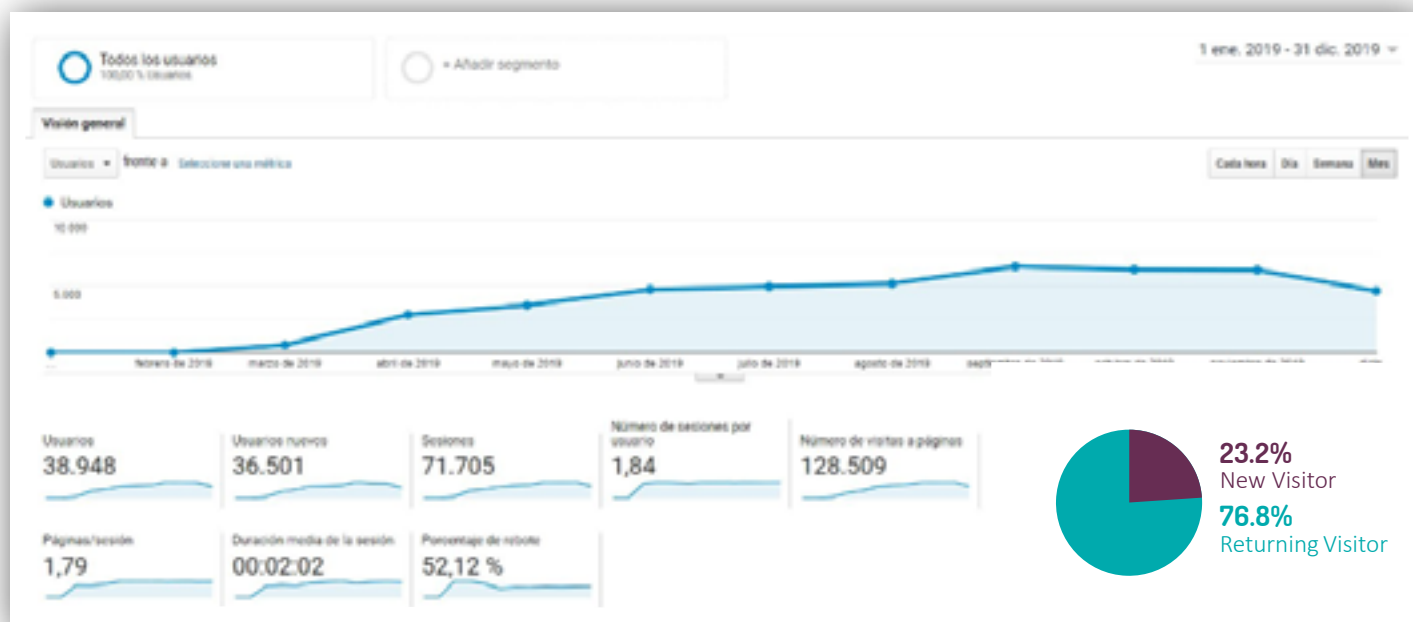 Todos los usuarios
100,00 % Usuarios
+ Añadir segmento
1 ene. 2019 - 31 dic. 2019
Visión general
Usuarios frente a Seleccione una métrica
Cada hora Día Semana Mes
Usuarios
10.000
5.000
...
febrero de 2019 marzo de 2019 abril de 2019 mayo de 2019 junio de 2019 julio de 2019 agosto de 2019
Usuarios
38.948
Usuarios nuevos
36.501
Sesiones
71.705
Número de sesiones por
usuario
1,84
Número de visitas a páginas
128.509
23.2%
New Visitor
76.8%
Returning Visitor
Páginas/sesión
1,79
Duración media de la sesión
00:02:02
Porcentaje de rebote
52,12 %